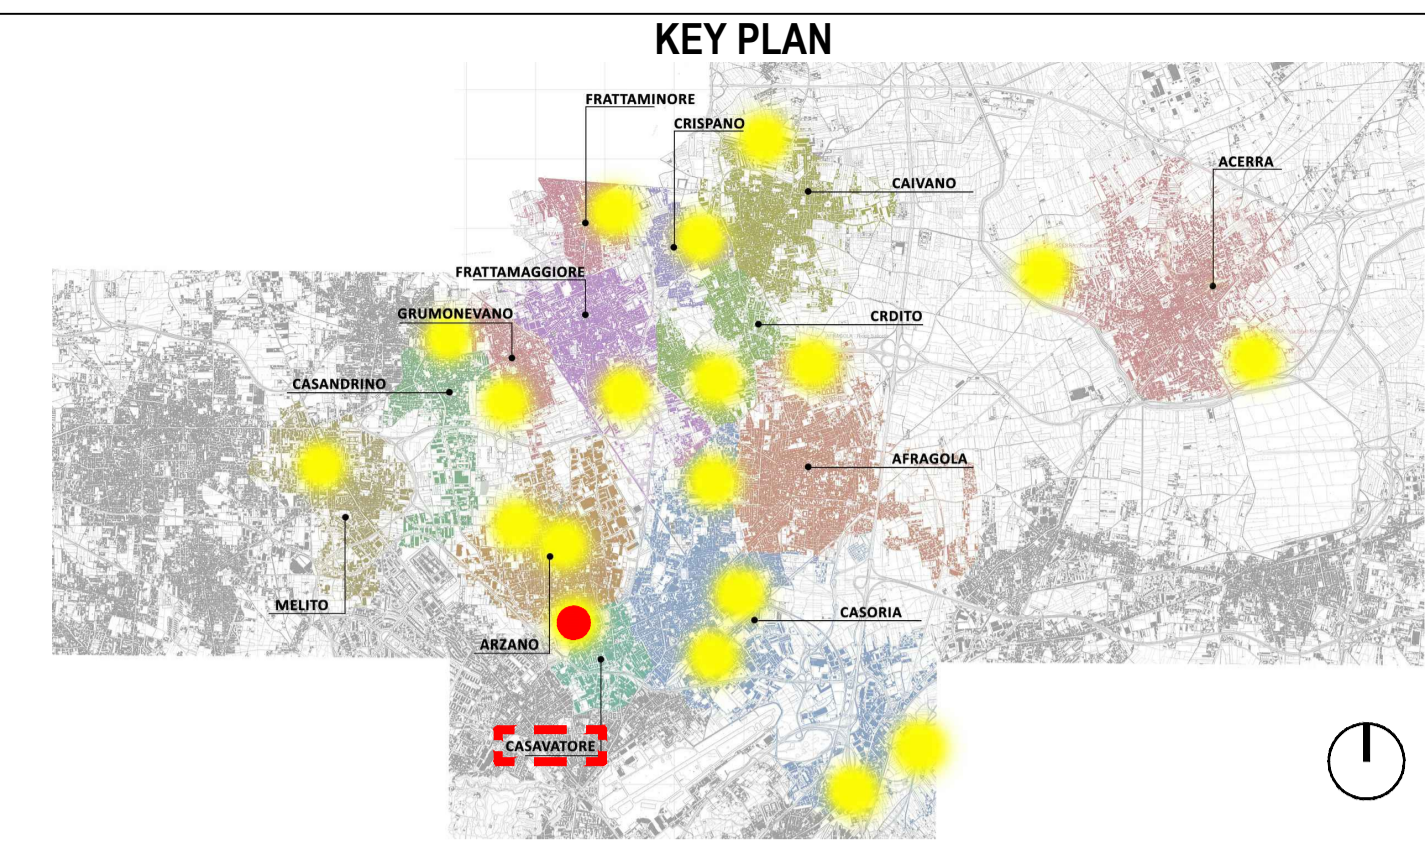 KEY PLAN
FRATTAMINORE
CRISPANO
ACERRA
CAIVANO
FRATTAMAGGIORE
GRUMONEVANO
CRDITO
CASANDRINO
AFRAGOLA
MELITO
CASORIA
ARZANO
CASAVATORE